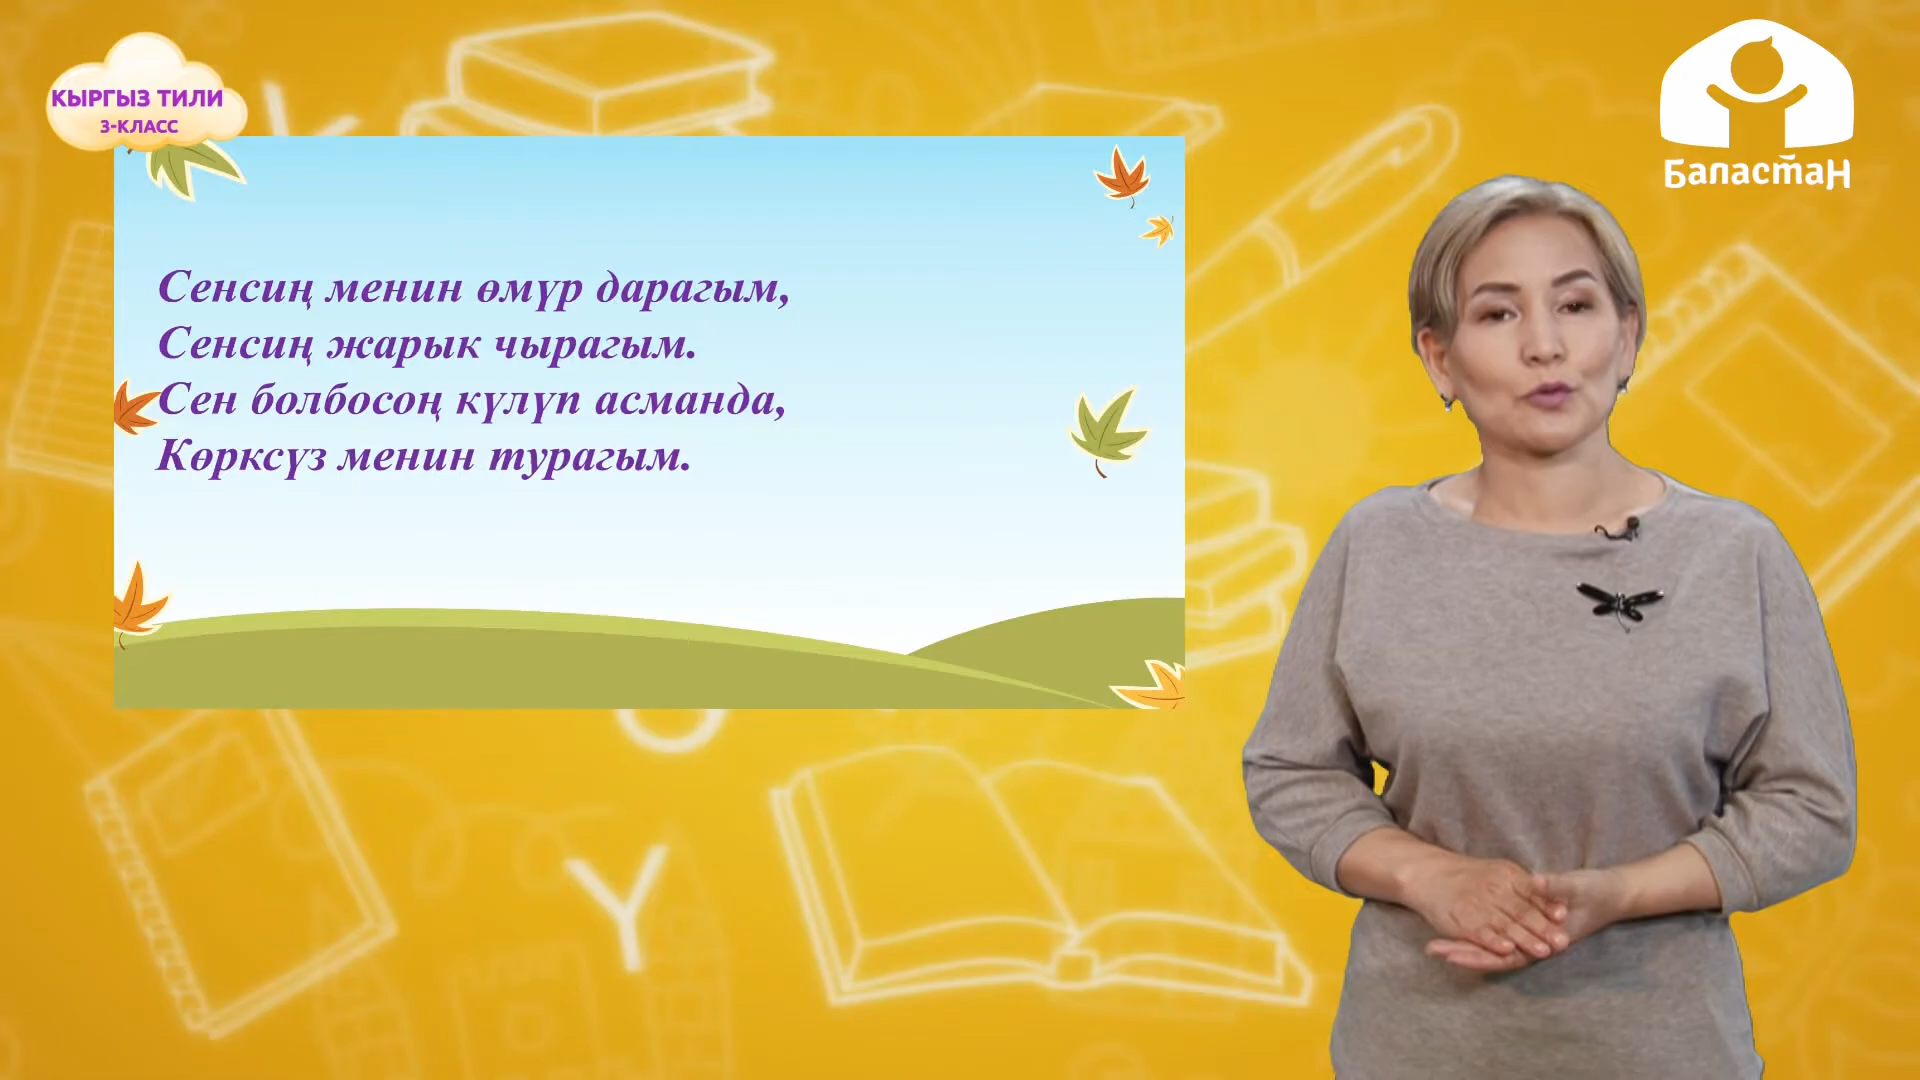 КЫРГЫЗ ТИЛИ
3-КЛАСС
Баластан
Сенсиң менин өмүр дарагым,
Сенсиң жарык чырагым.
Сен болбосоң күлүп асманда,
Көрксүз менин турагым.